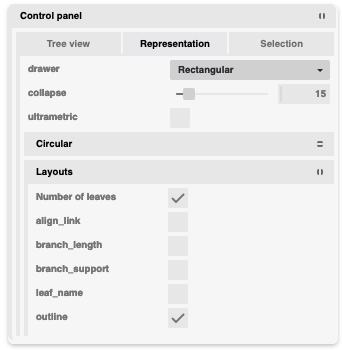 Control panel
Tree view Representation Selection
drawer Rectangular
collapse 15
ultrametric
Circular
Layouts
Number of leaves
align_link
branch_length
branch_support
leaf_name
outline